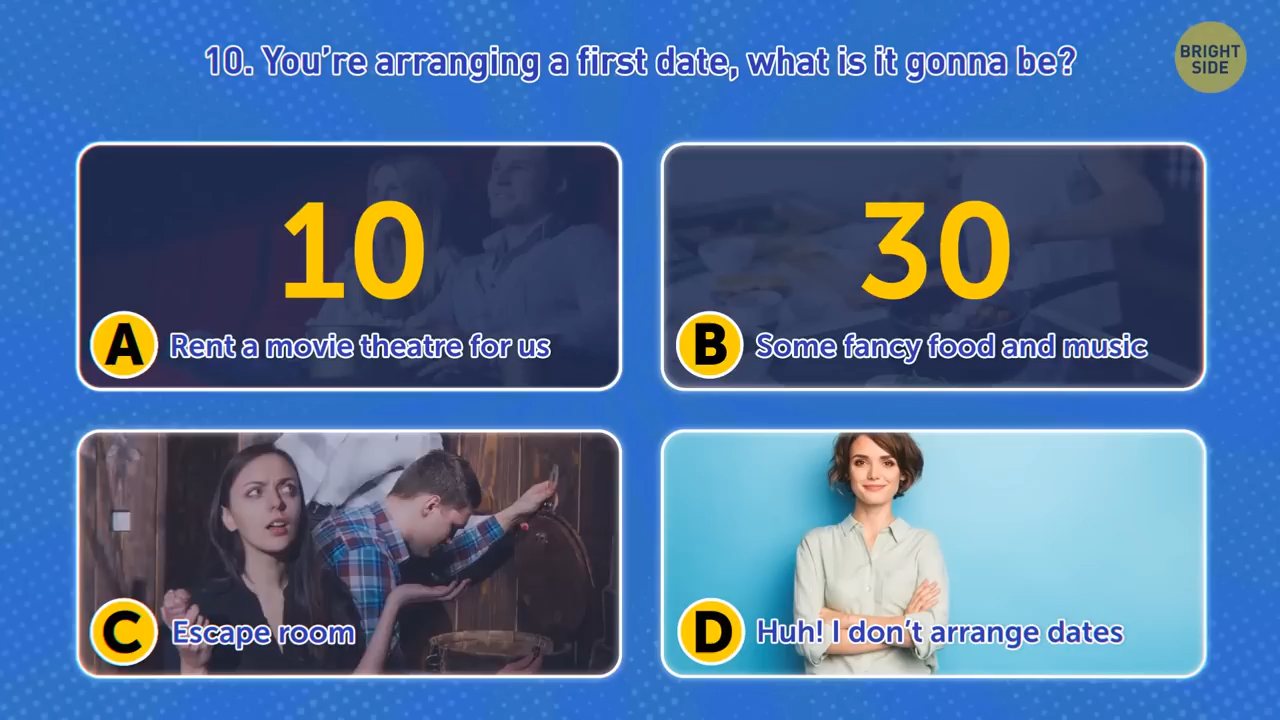 10. You're arranging a first date, what is it gonna be?
BRIGHT
SIDE
10
A Rent a movie theatre for us
30
B Some fancy food and music
C Escape room
D Huh! I don't arrange dates